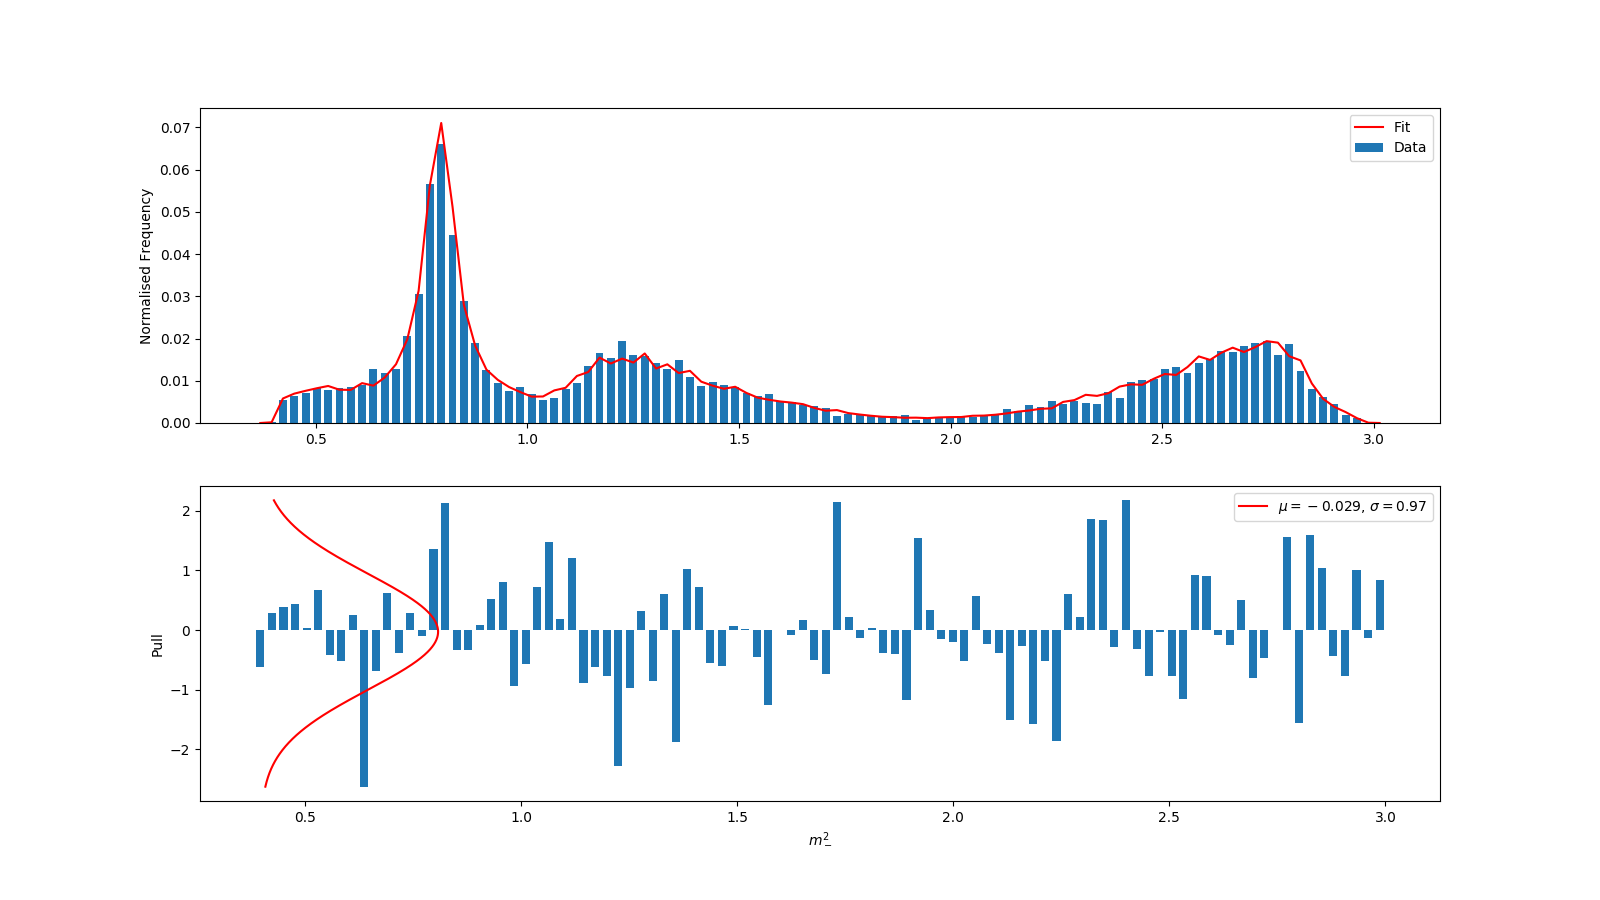 Normalised Frequency
0.07
0.06
0.05
0.04
0.03
0.02
0.01
0.00
0.5 1.0 1.5 2.0 2.5 3.0
Fit
Data
Pull
2
1
0
−1
−2
0.5 1.0 1.5 2.0 2.5 3.0
μ = −0.029, σ = 0.97
m²₋